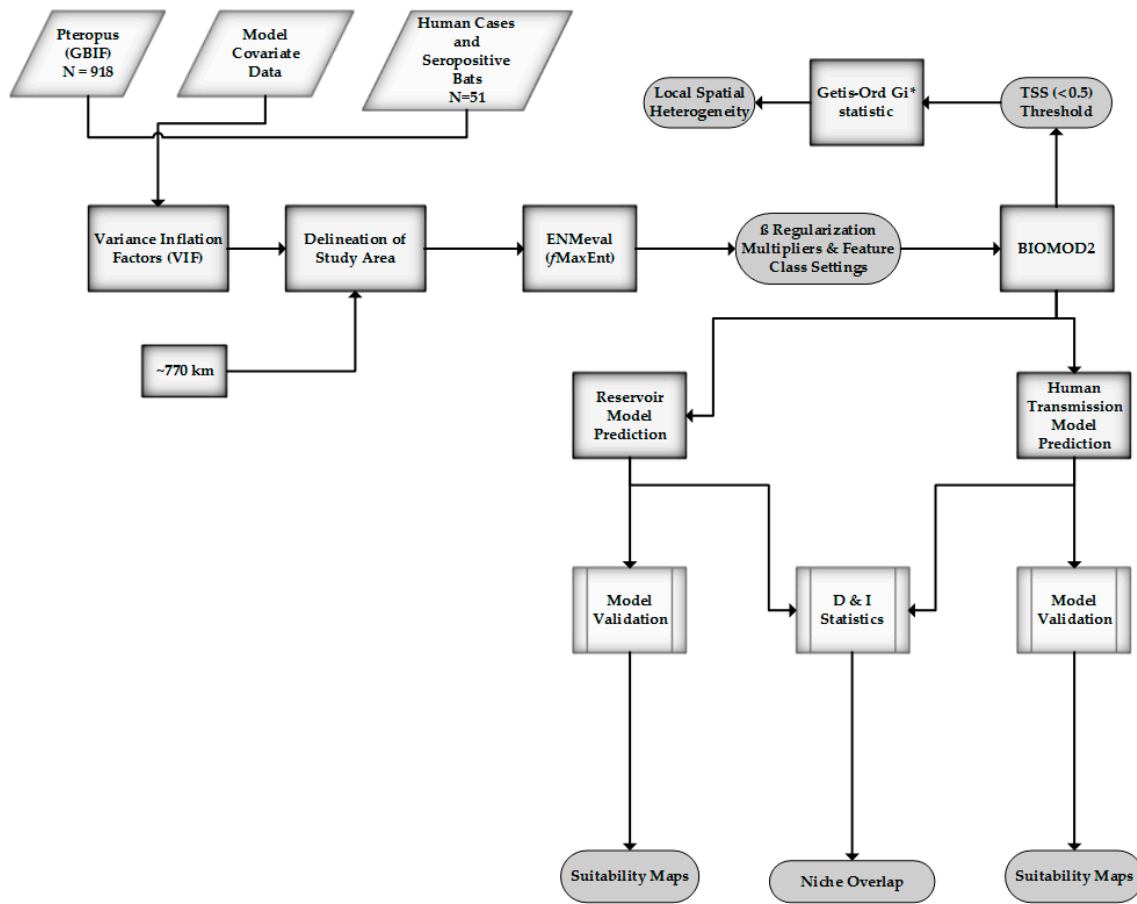 Pteropus
(GBIF)
N = 918
Model
Covariate
Data
Human Cases
and
Seropositive
Bats
N=51
Local Spatial
Heterogeneity
Getis-Ord Gi*
statistic
TSS (<0.5)
Threshold
Variance Inflation
Factors (VIF)
Delineation of
Study Area
ENMeval
(fMaxEnt)
ß Regularization
Multipliers & Feature
Class Settings
BIOMOD2
~770 km
Reservoir
Model
Prediction
Human
Transmission
Model
Prediction
Model
Validation
D & I
Statistics
Model
Validation
Suitability Maps
Niche Overlap
Suitability Maps